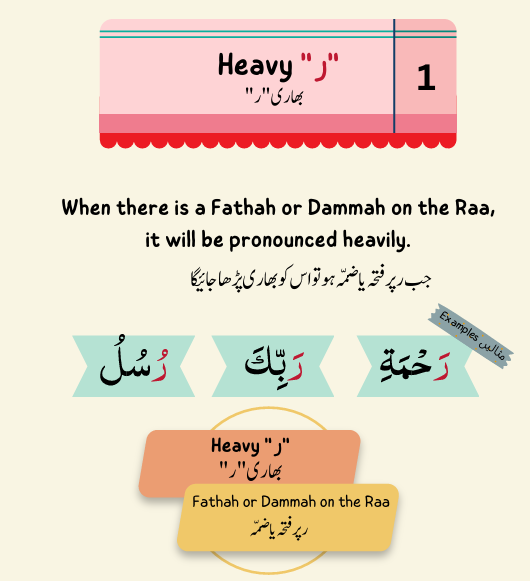 Heavy "ر"
بھاری "ر"
1
When there is a Fathah or Dammah on the Raa,
it will be pronounced heavily.
جب ر پر فتحہ یا ضمّہ ہو تو اس کو بھاری پڑھا جائیگا
Examples مثالیں
رَحْمَةِ
رَبِّكَ
رُسُلُ
Heavy "ر"
بھاری "ر"
Fathah or Dammah on the Raa
ر پر فتحہ یا ضمّہ